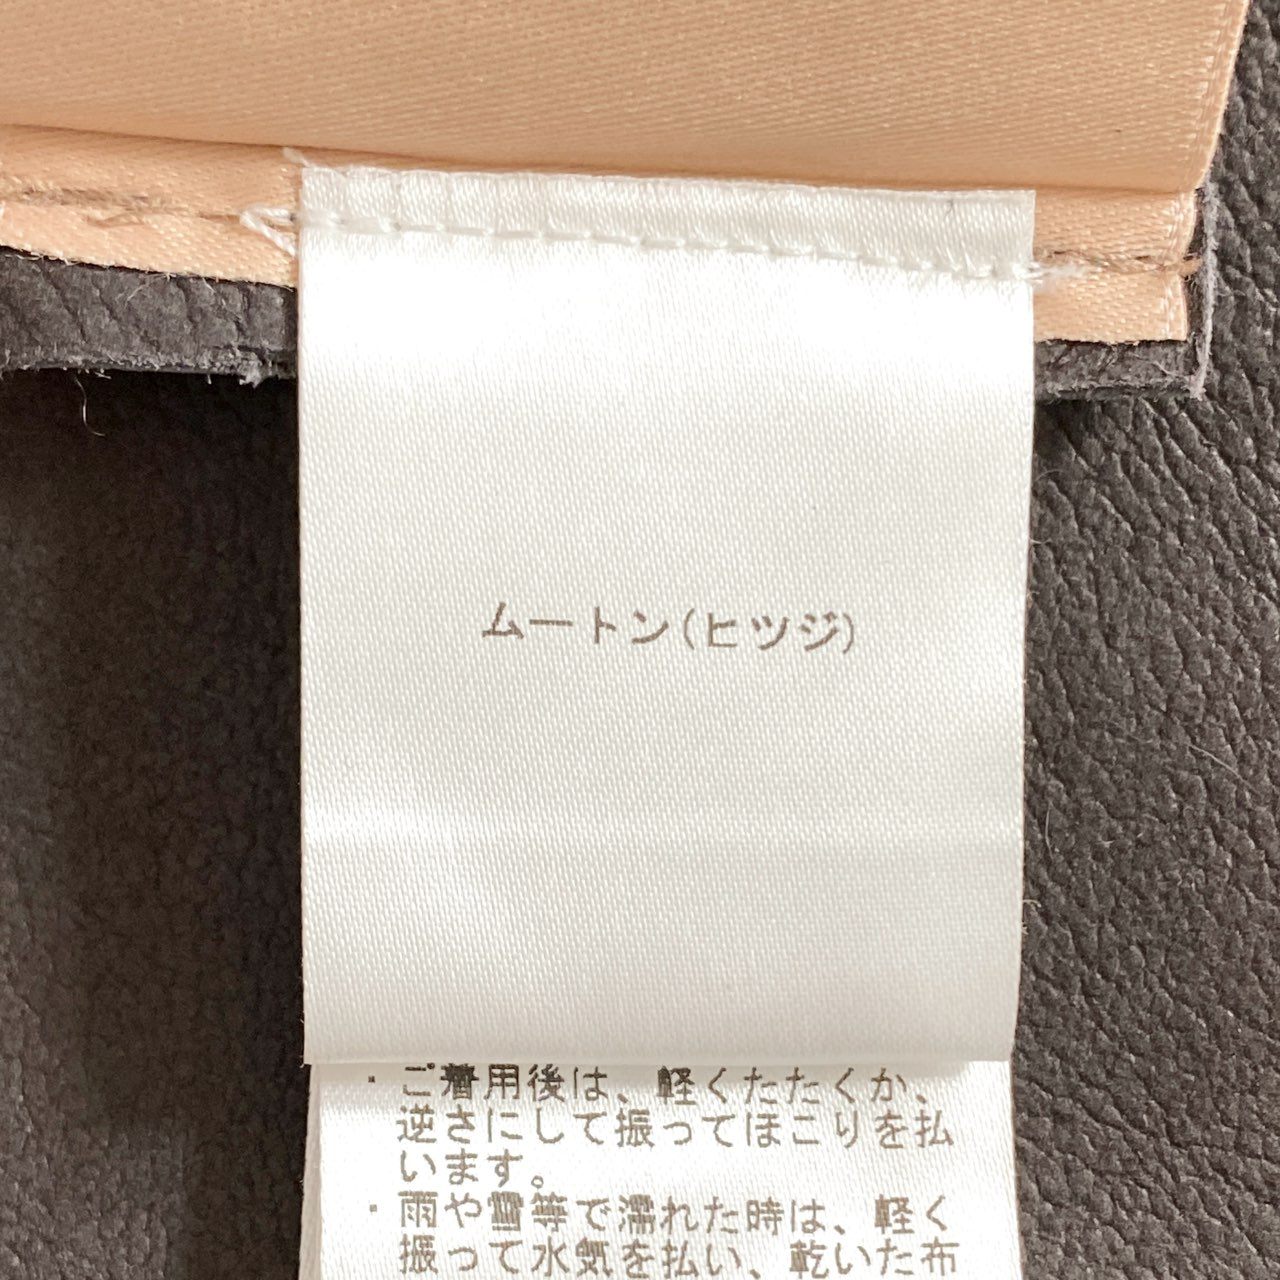 ムートン(ヒツジ)
・ご着用後は、軽くたたくか、
逆さにして振ってほこりを払
います。
・雨や雪等で濡れた時は、軽く
振って水気を払い、乾いた布